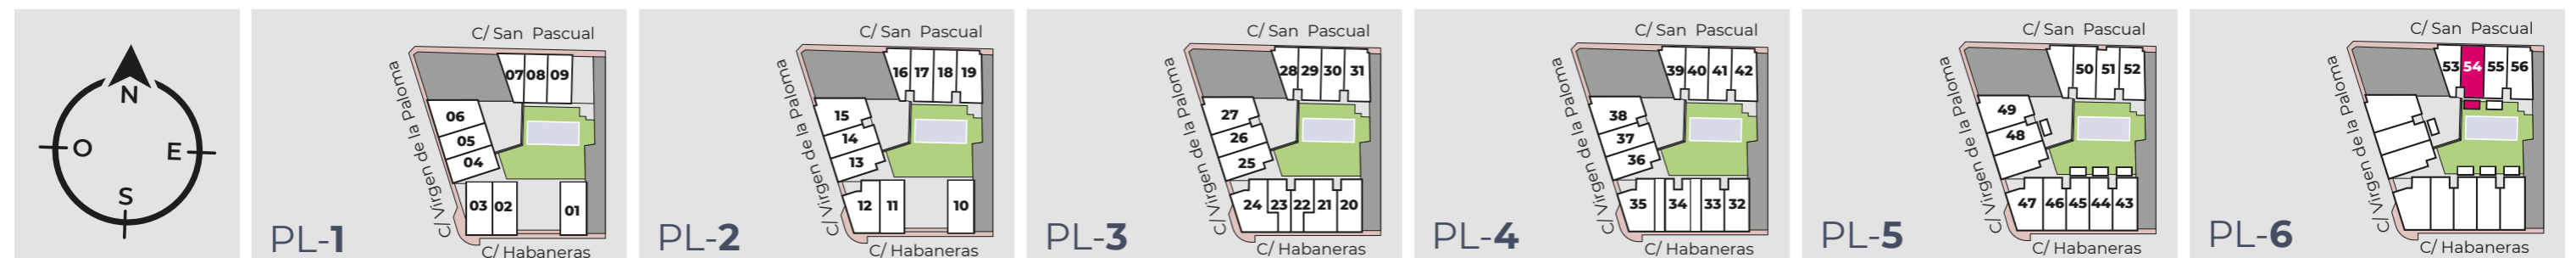 N
O
E
S
C/ San Pascual
C/ Virgen de la Paloma
07 08 09
06
05
04
03 02
01
C/ Habaneras
PL-1
C/ San Pascual
C/ Virgen de la Paloma
16 17 18 19
15
14
13
12 11
10
C/ Habaneras
PL-2
C/ San Pascual
C/ Virgen de la Paloma
28 29 30 31
27
26
25
24 23 22 21 20
C/ Habaneras
PL-3
C/ San Pascual
C/ Virgen de la Paloma
39 40 41 42
38
37
36
35 34 33 32
C/ Habaneras
PL-4
C/ San Pascual
C/ Virgen de la Paloma
50 51 52
49
48
47 46 45 44 43
C/ Habaneras
PL-5
C/ San Pascual
C/ Virgen de la Paloma
53 54 55 56
C/ Habaneras
PL-6